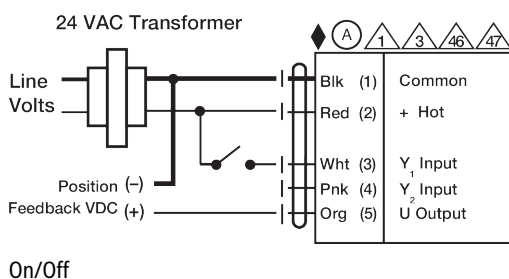 24 VAC Transformer
A 1 3 46 47
Line
Volts
Blk (1) Common
Red (2) + Hot
Wht (3) Y1 Input
Pnk (4) Y2 Input
Org (5) U Output
Position (–)
Feedback VDC (+)
On/Off